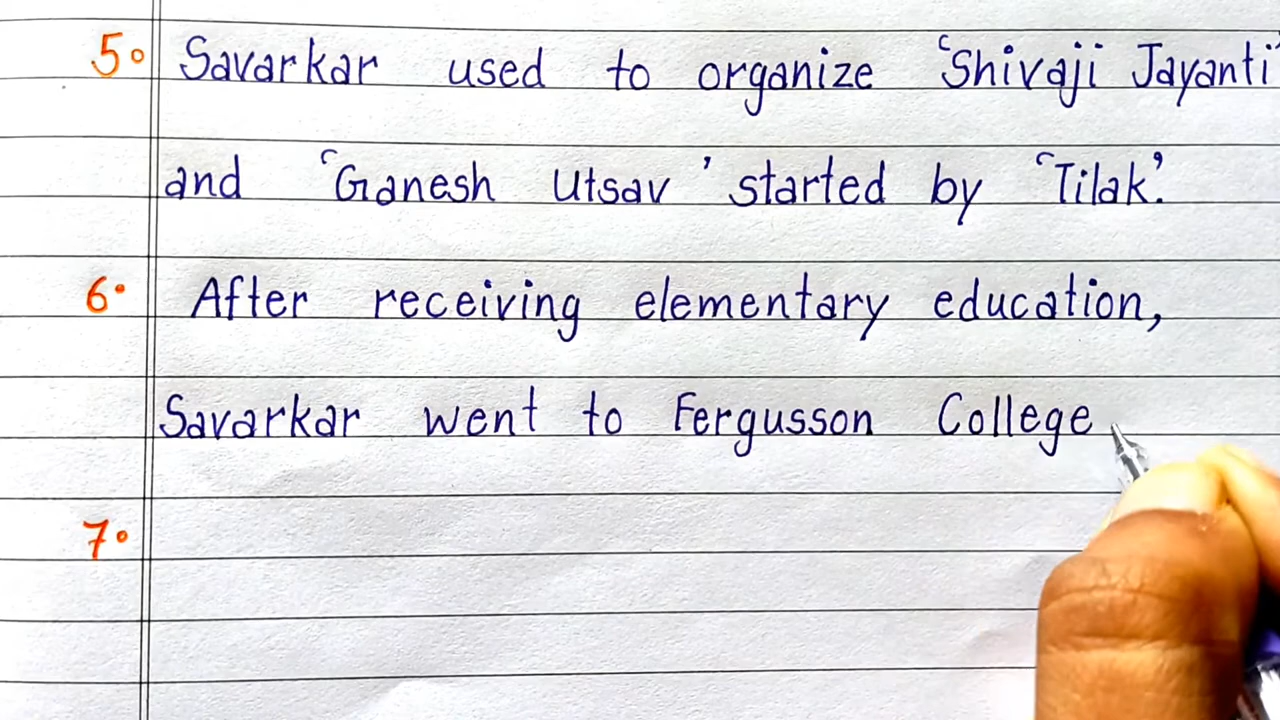 5. Savarkar used to organize 'Shivaji Jayanti'
and 'Ganesh Utsav' started by 'Tilak'.
6. After receiving elementary education,
Savarkar went to Fergusson College
7.